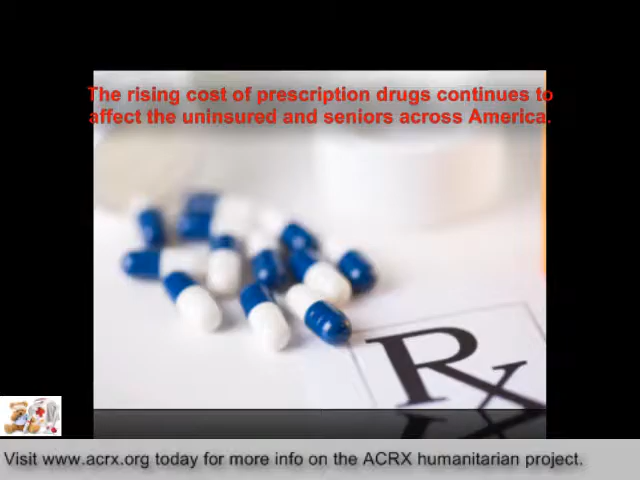 The rising cost of prescription drugs continues to
affect the uninsured and seniors across America.
Rx
Visit www.acrx.org today for more info on the ACRX humanitarian project.